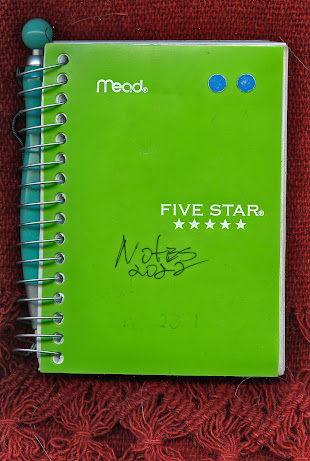 Mead®
FIVE STAR®
★★★★★
Notes
2022